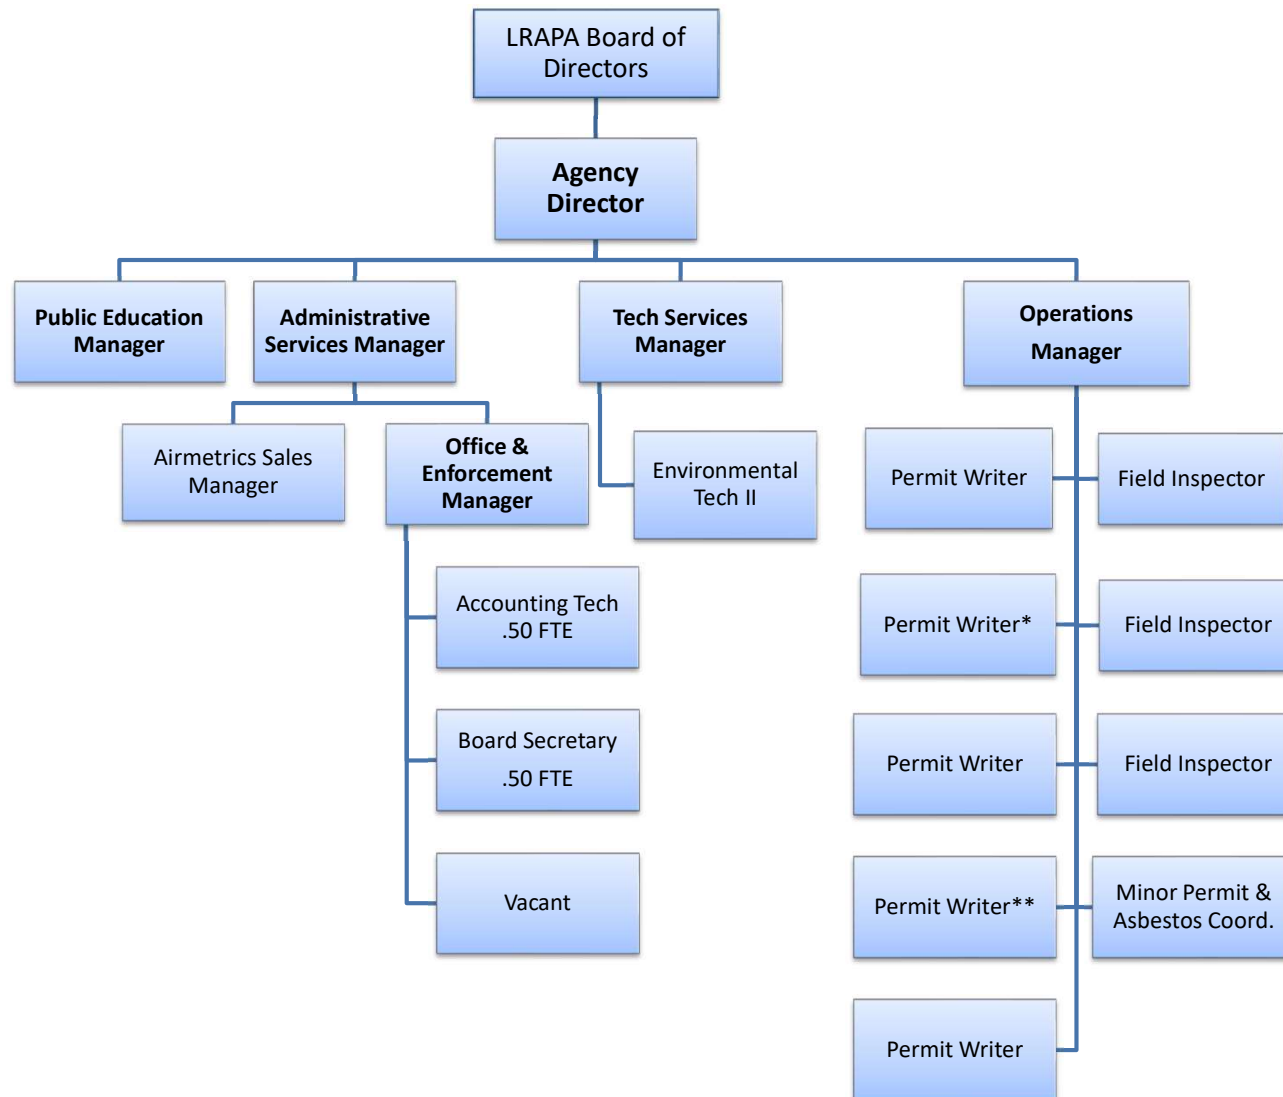 LRAPA Board of
Directors
Agency
Director
Public Education
Manager
Administrative
Services Manager
Tech Services
Manager
Operations
Manager
Airmetrics Sales
Manager
Office &
Enforcement
Manager
Environmental
Tech II
Permit Writer
Field Inspector
Accounting Tech
.50 FTE
Permit Writer*
Field Inspector
Board Secretary
.50 FTE
Permit Writer
Field Inspector
Vacant
Permit Writer**
Minor Permit &
Asbestos Coord.
Permit Writer